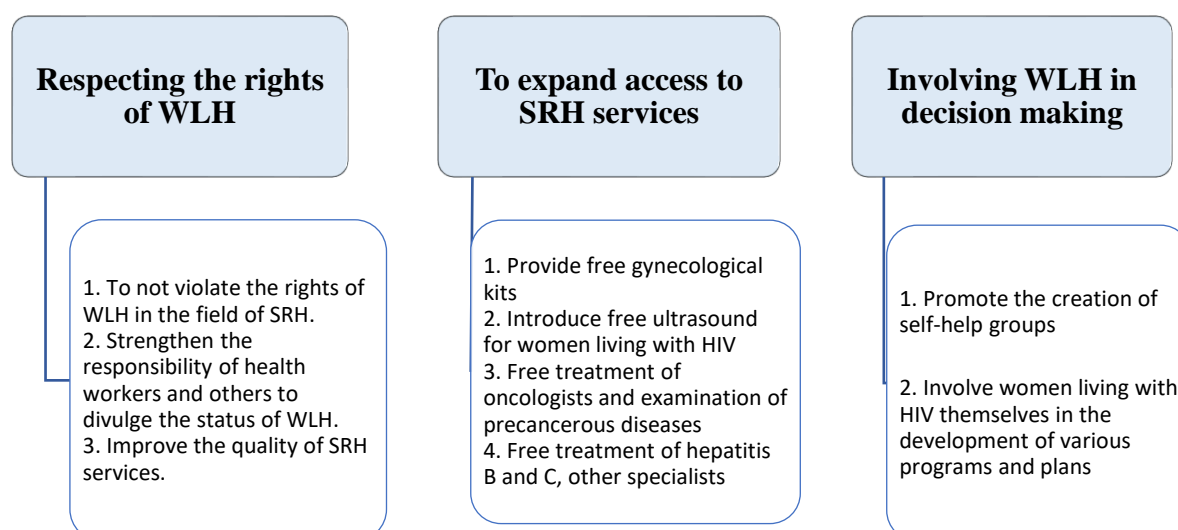 Respecting the rights
of WLH
1. To not violate the rights of
WLH in the field of SRH.
2. Strengthen the
responsibility of health
workers and others to
divulge the status of WLH.
3. Improve the quality of SRH
services.
To expand access to
SRH services
1. Provide free gynecological
kits
2. Introduce free ultrasound
for women living with HIV
3. Free treatment of
oncologists and examination of
precancerous diseases
4. Free treatment of hepatitis
B and C, other specialists
Involving WLH in
decision making
1. Promote the creation of
self-help groups
2. Involve women living with
HIV themselves in the
development of various
programs and plans